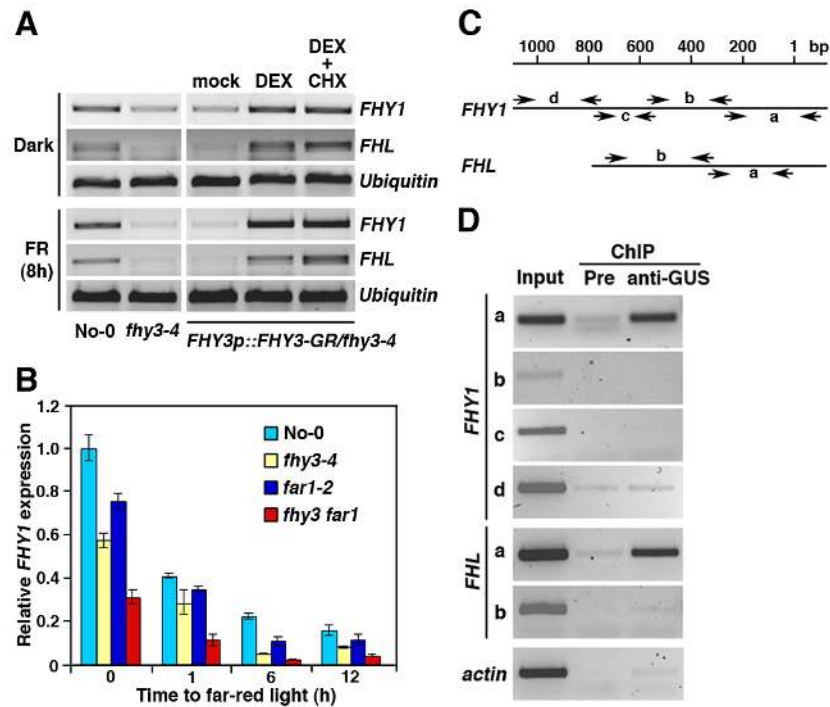 A
mock
DEX
DEX
+
CHX
Dark
FHY1
FHL
Ubiquitin
FR
(8h)
FHY1
FHL
Ubiquitin
No-0
fhy3-4
FHY3p::FHY3-GR/fhy3-4
B
Relative FHY1 expression
1.2
1.0
0.8
0.6
0.4
0.2
0
No-0
fhy3-4
far1-2
fhy3 far1
0 1 6 12
Time to far-red light (h)
C
1000 800 600 400 200 1 bp
FHY1
d
c
b
a
FHL
b
a
D
ChIP
Input Pre anti-GUS
FHY1
a
b
c
d
FHL
a
b
actin